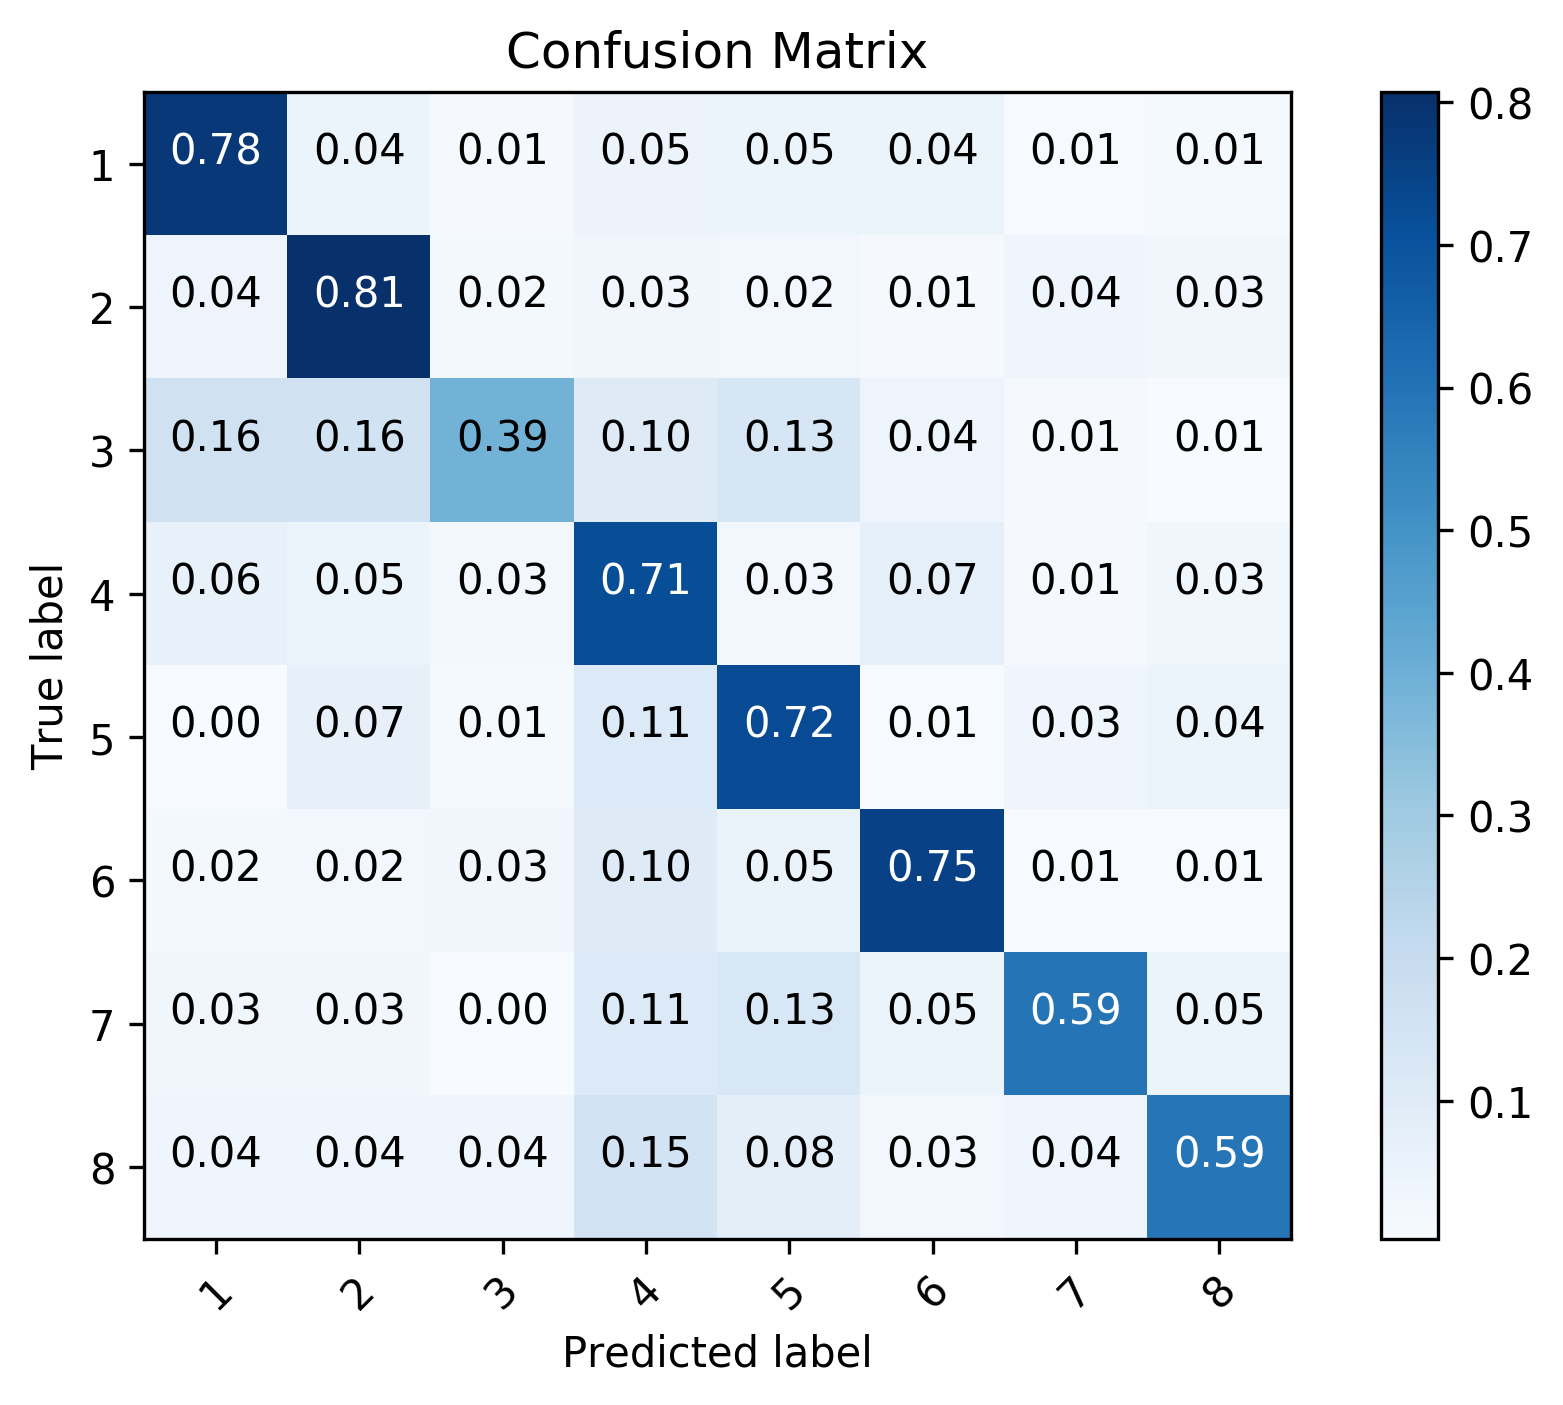 Confusion Matrix
1 0.78 0.04 0.01 0.05 0.05 0.04 0.01 0.01
2 0.04 0.81 0.02 0.03 0.02 0.01 0.04 0.03
3 0.16 0.16 0.39 0.10 0.13 0.04 0.01 0.01
4 0.06 0.05 0.03 0.71 0.03 0.07 0.01 0.03
5 0.00 0.07 0.01 0.11 0.72 0.01 0.03 0.04
6 0.02 0.02 0.03 0.10 0.05 0.75 0.01 0.01
7 0.03 0.03 0.00 0.11 0.13 0.05 0.59 0.05
8 0.04 0.04 0.04 0.15 0.08 0.03 0.04 0.59
1 2 3 4 5 6 7 8
Predicted label
True label
0.8
0.7
0.6
0.5
0.4
0.3
0.2
0.1